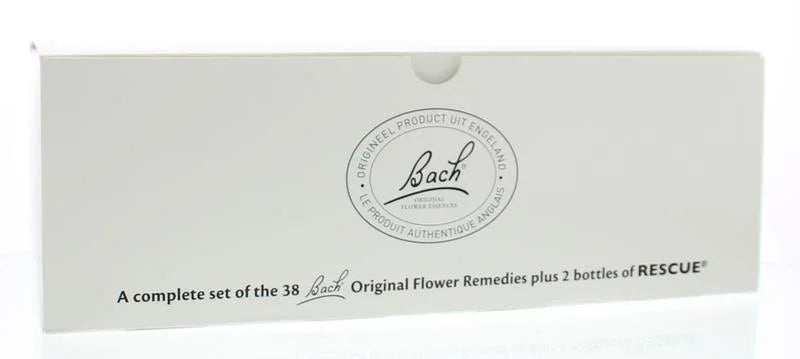 • ORIGINEEL PRODUCT UIT ENGELAND •
Bach®
ORIGINAL
FLOWER ESSENCES
LE PRODUIT AUTHENTIQUE ANGLAIS
A complete set of the 38 Bach Original Flower Remedies plus 2 bottles of RESCUE®